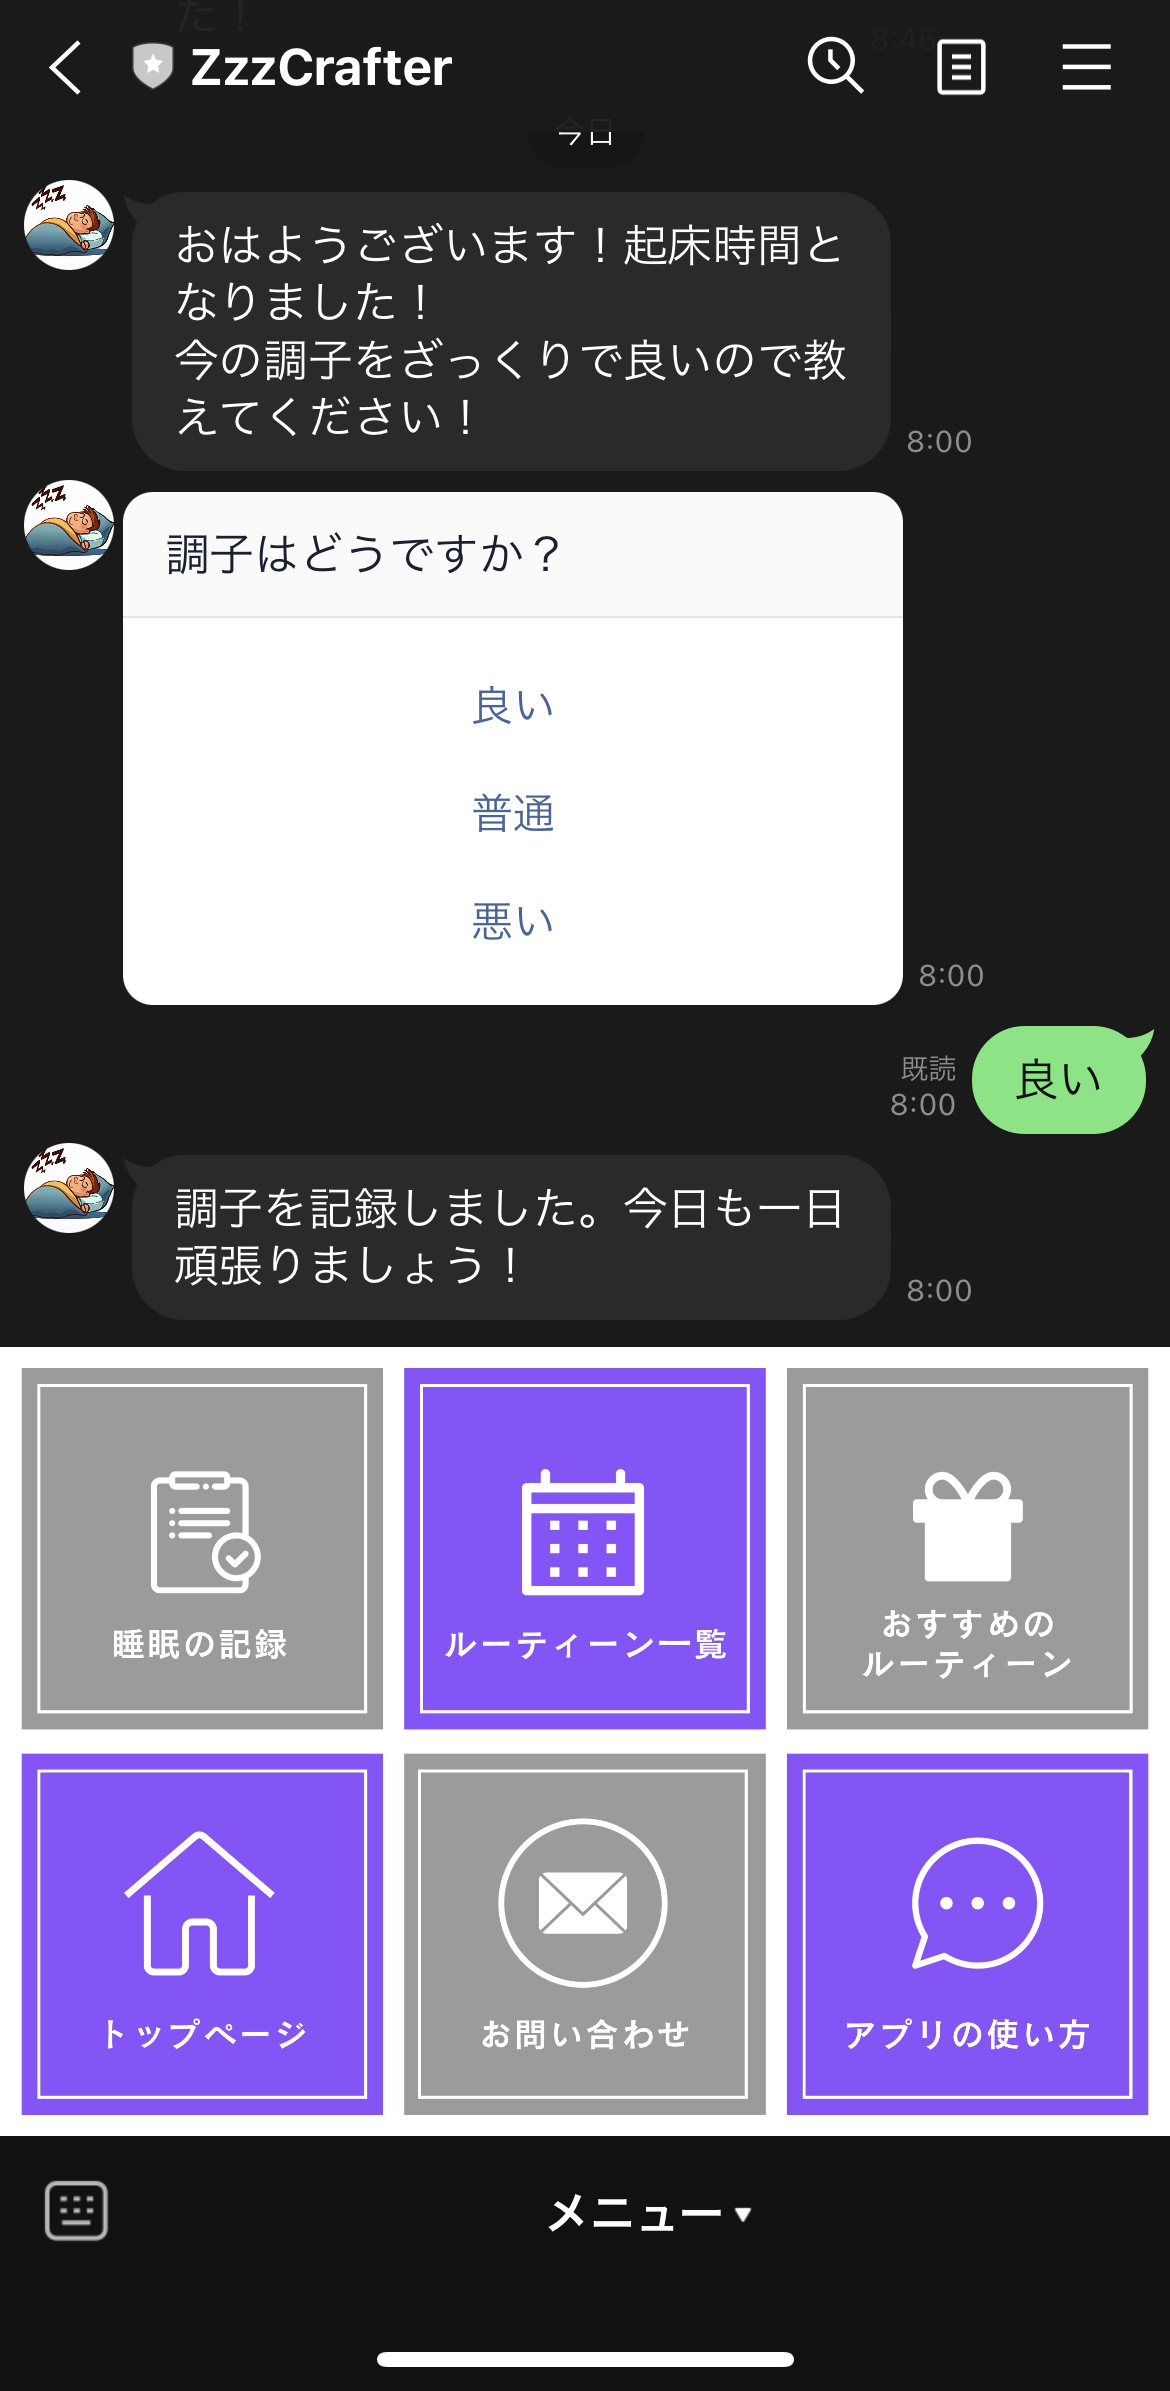 た！
8:45
ZzzCrafter
今日
おはようございます！起床時間と
なりました！
今の調子をざっくりで良いので教
えてください！
8:00
調子はどうですか？
良い
普通
悪い
8:00
既読
8:00
良い
調子を記録しました。今日も一日
頑張りましょう！
8:00
睡眠の記録
ルーティーン一覧
おすすめの
ルーティーン
トップページ
お問い合わせ
アプリの使い方
メニュー▼